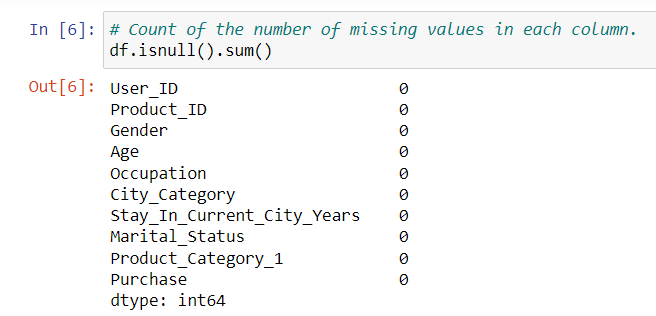 In [6]: # Count of the number of missing values in each column.
df.isnull().sum()
Out[6]: User_ID 0
Product_ID 0
Gender 0
Age 0
Occupation 0
City_Category 0
Stay_In_Current_City_Years 0
Marital_Status 0
Product_Category_1 0
Purchase 0
dtype: int64